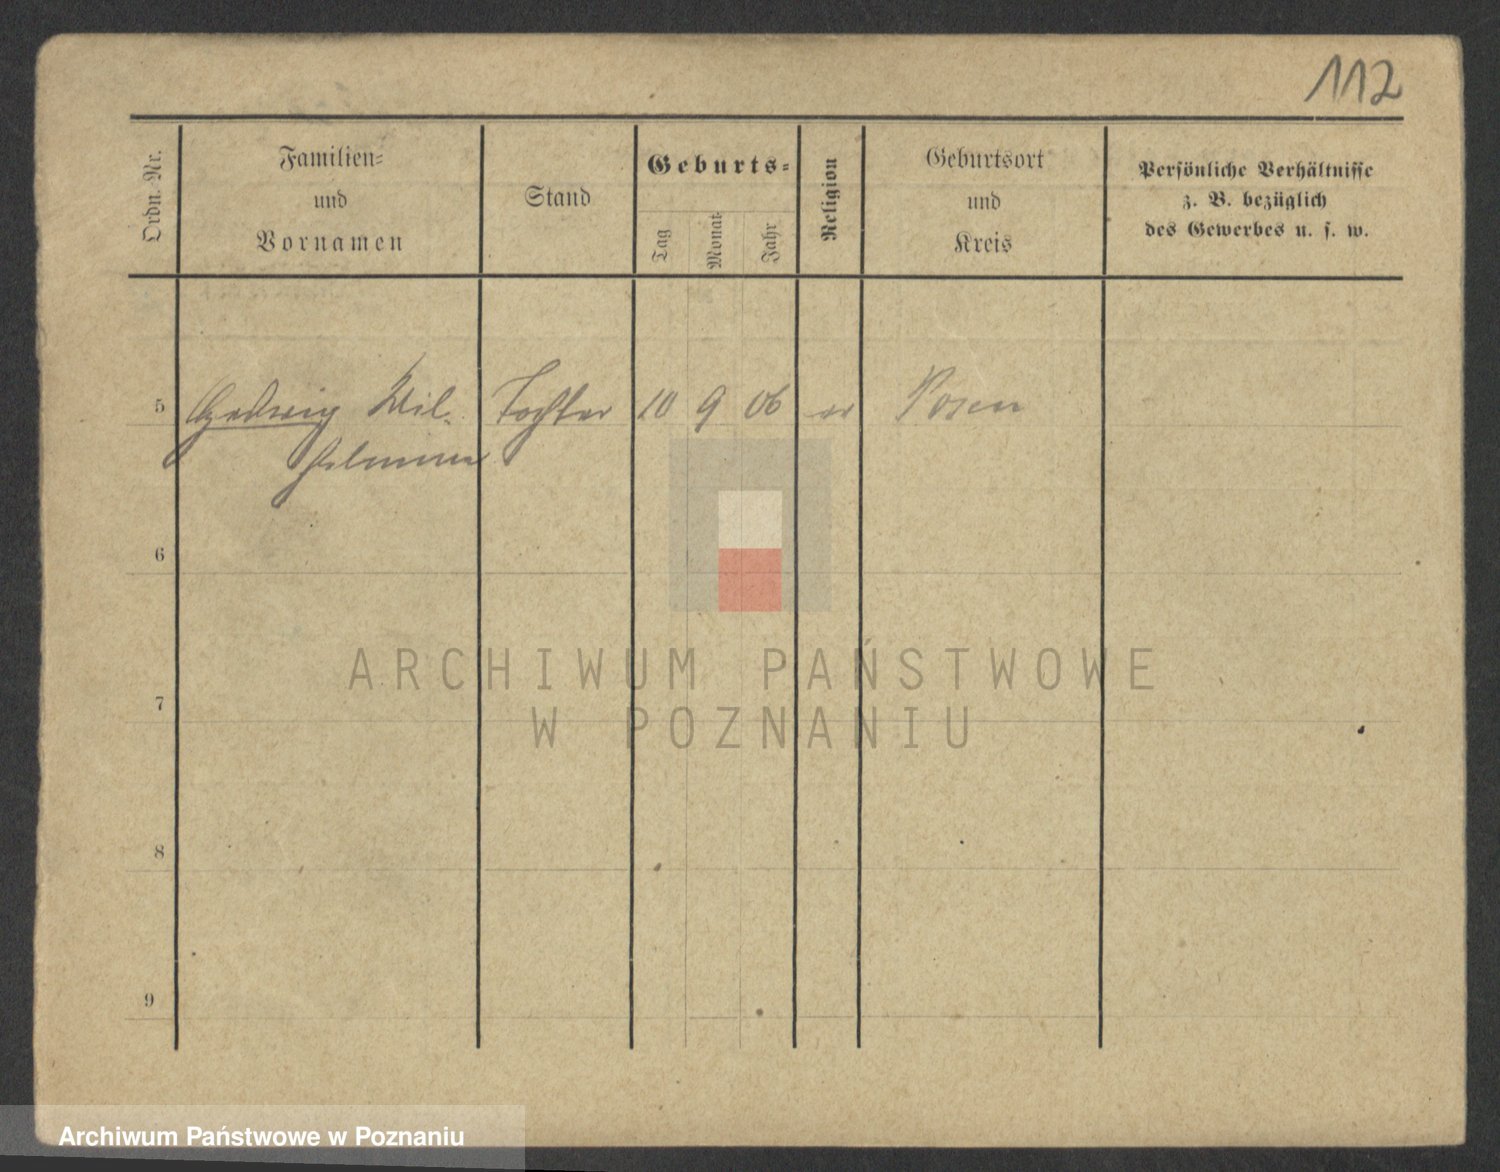 112
Ordn.-Nr.
Familien-
und
Vornamen
Stand
Geburts-
Tag
Monat
Jahr
Religion
Geburtsort
und
Kreis
Persönliche Verhältnisse
z. B. bezüglich
des Gewerbes u. s. w.
5 Hedwig Wil- Tochter 10 9 06 Posen
helmine
6
7
8
9
ARCHIWUM PAŃSTWOWE
W POZNANIU
Archiwum Państwowe w Poznaniu